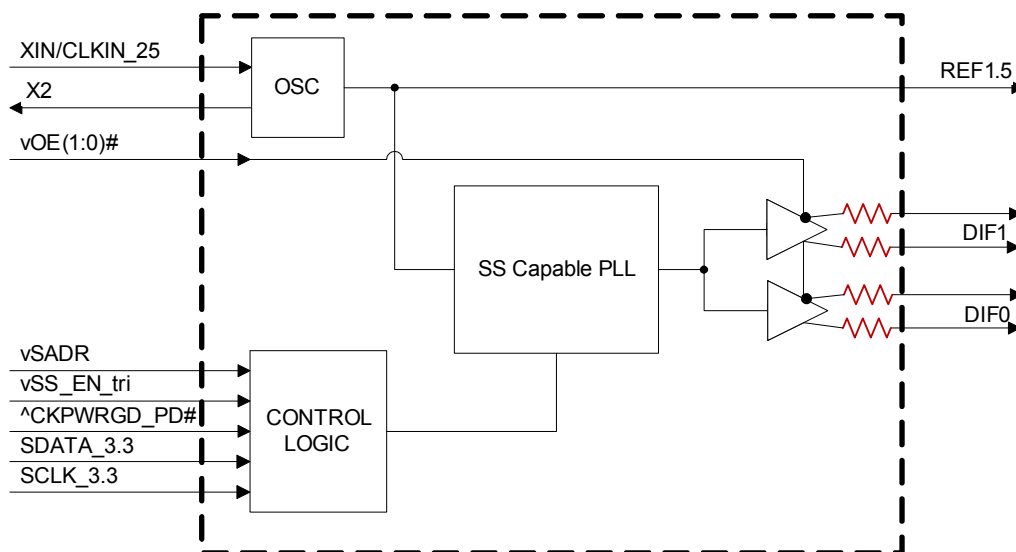 XIN/CLKIN_25
X2
vOE(1:0)#
OSC
REF1.5
SS Capable PLL
DIF1
DIF0
vSADR
vSS_EN_tri
^CKPWRGD_PD#
SDATA_3.3
SCLK_3.3
CONTROL
LOGIC